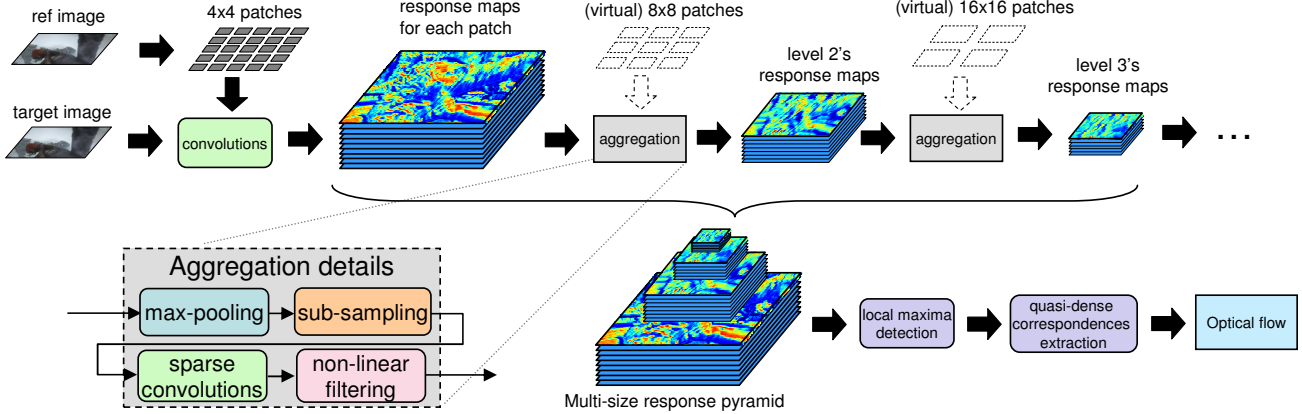 ref image
4x4 patches
response maps
for each patch
(virtual) 8x8 patches
(virtual) 16x16 patches
level 2's
response maps
level 3's
response maps
target image
convolutions
aggregation
aggregation
...
Aggregation details
max-pooling
sub-sampling
sparse
convolutions
non-linear
filtering
Multi-size response pyramid
local maxima
detection
quasi-dense
correspondences
extraction
Optical flow